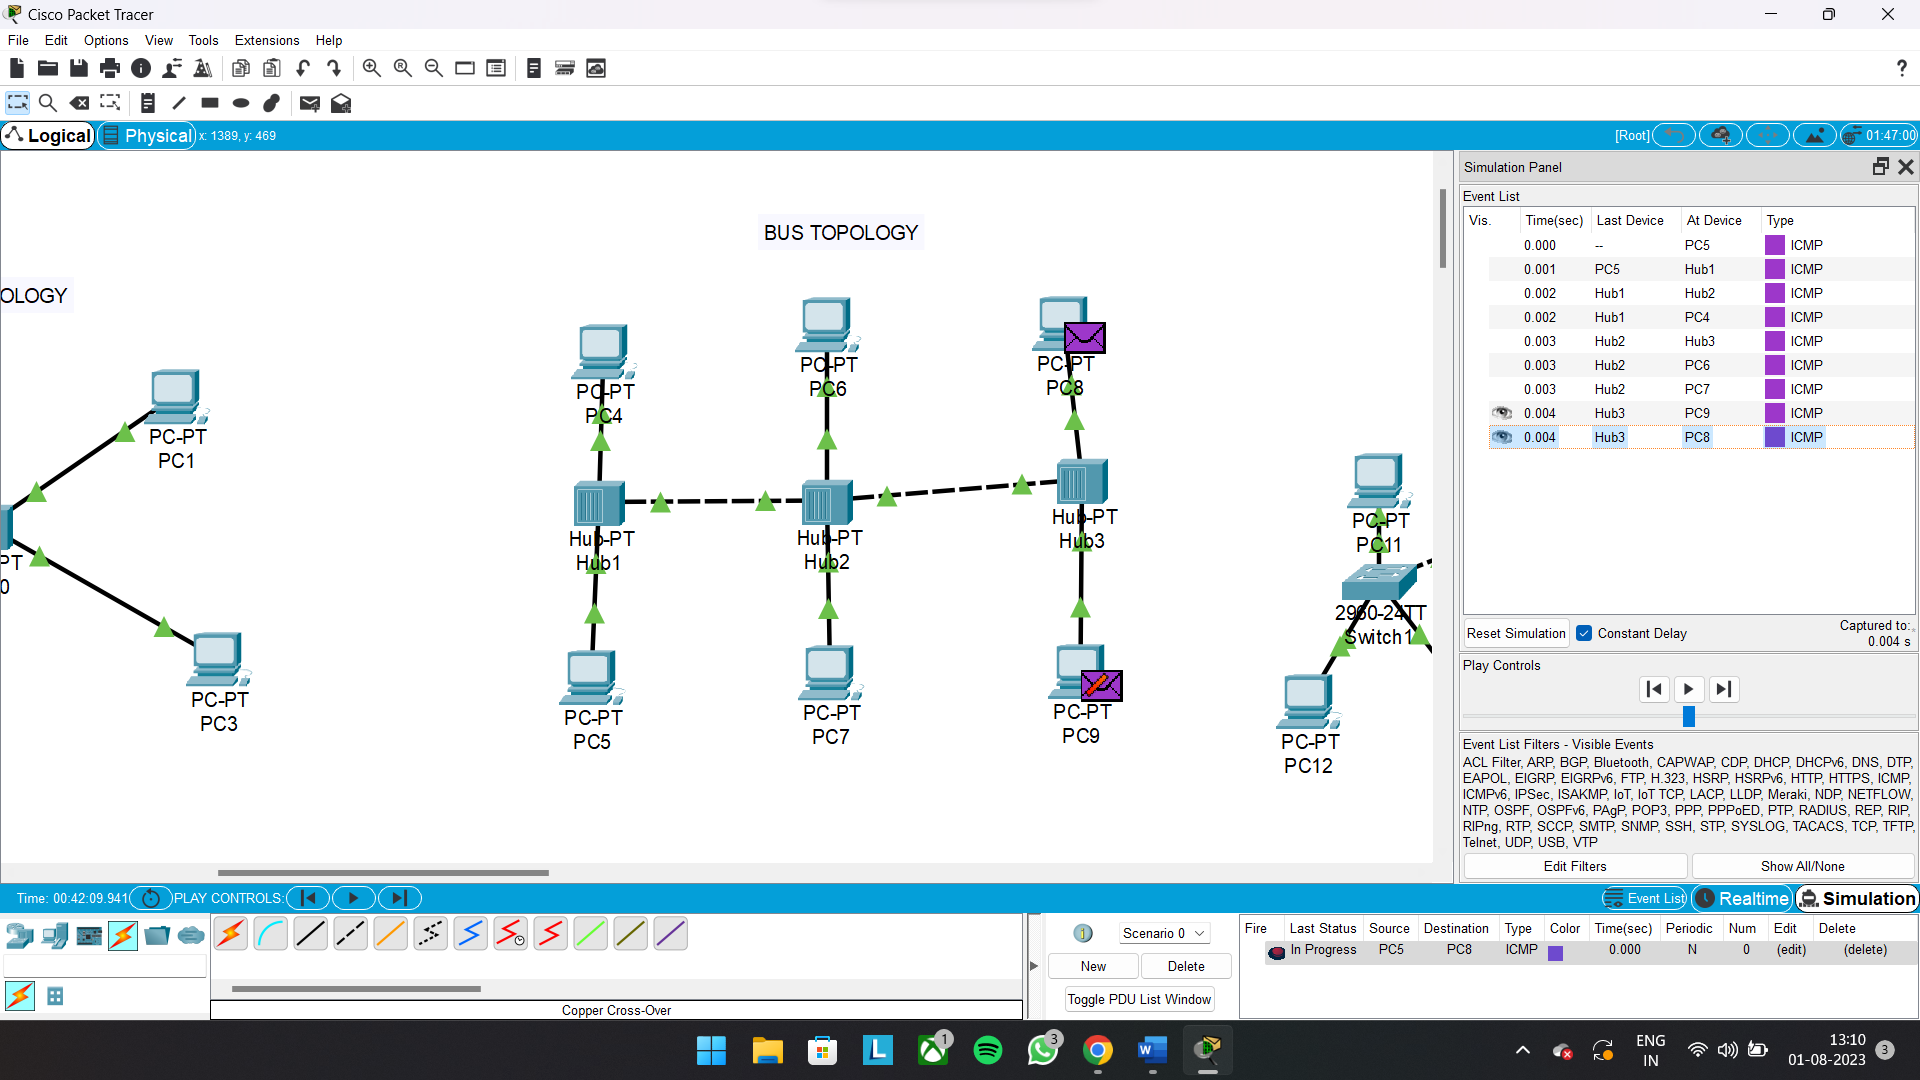 Cisco Packet Tracer
File Edit Options View Tools Extensions Help
?
Logical Physical x: 1389, y: 469 [Root] 01:47:00
BUS TOPOLOGY
OLOGY
PC-PT
PC1
PT
0
PC-PT
PC3
PC-PT
PC4
PC-PT
PC6
PC-PT
PC8
Hub-PT
Hub1
Hub-PT
Hub2
Hub-PT
Hub3
PC-PT
PC5
PC-PT
PC7
PC-PT
PC9
PC-PT
PC11
2960-24TT
Switch1
PC-PT
PC12
Simulation Panel
Event List
Vis. Time(sec) Last Device At Device Type
0.000 -- PC5 ICMP
0.001 PC5 Hub1 ICMP
0.002 Hub1 Hub2 ICMP
0.002 Hub1 PC4 ICMP
0.003 Hub2 Hub3 ICMP
0.003 Hub2 PC6 ICMP
0.003 Hub2 PC7 ICMP
0.004 Hub3 PC9 ICMP
0.004 Hub3 PC8 ICMP
Reset Simulation Constant Delay Captured to:
0.004 s
Play Controls
Event List Filters - Visible Events
ACL Filter, ARP, BGP, Bluetooth, CAPWAP, CDP, DHCP, DHCPv6, DNS, DTP,
EAPOL, EIGRP, EIGRPv6, FTP, H.323, HSRP, HSRPv6, HTTP, HTTPS, ICMP,
ICMPv6, IPSec, ISAKMP, IoT, IoT TCP, LACP, LLDP, Meraki, NDP, NETFLOW,
NTP, OSPF, OSPFv6, PAgP, POP3, PPP, PPPoED, PTP, RADIUS, REP, RIP,
RIPng, RTP, SCCP, SMTP, SNMP, SSH, STP, SYSLOG, TACACS, TCP, TFTP,
Telnet, UDP, USB, VTP
Edit Filters Show All/None
Time: 00:42:09.941 PLAY CONTROLS: Event List Realtime Simulation
Copper Cross-Over
1 Scenario 0
New Delete
Toggle PDU List Window
Fire Last Status Source Destination Type Color Time(sec) Periodic Num Edit Delete
In Progress PC5 PC8 ICMP 0.000 N 0 (edit) (delete)
L 1 3 W
ENG
IN
13:10
01-08-2023
3